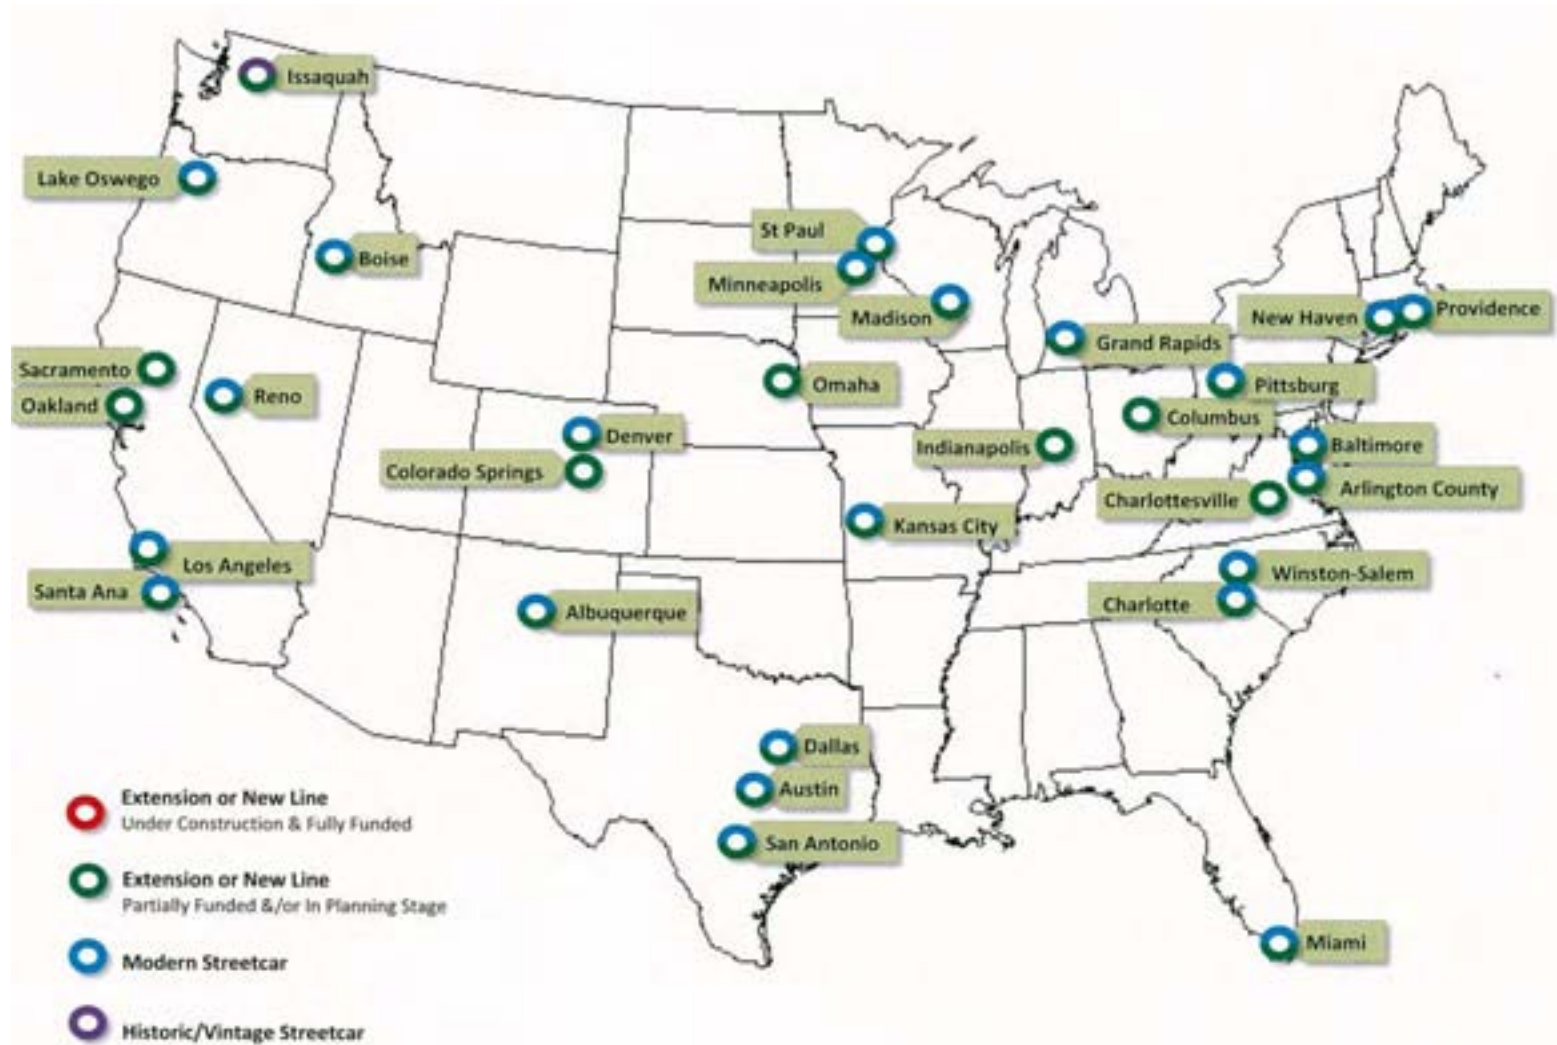 Issaquah
Lake Oswego
Boise
St Paul
Minneapolis
Madison
New Haven
Providence
Grand Rapids
Sacramento
Oakland
Reno
Omaha
Pittsburg
Columbus
Denver
Indianapolis
Baltimore
Colorado Springs
Arlington County
Charlottesville
Kansas City
Los Angeles
Santa Ana
Winston-Salem
Charlotte
Albuquerque
Dallas
Austin
San Antonio
Miami
Extension or New Line
Under Construction & Fully Funded
Extension or New Line
Partially Funded &/or In Planning Stage
Modern Streetcar
Historic/Vintage Streetcar